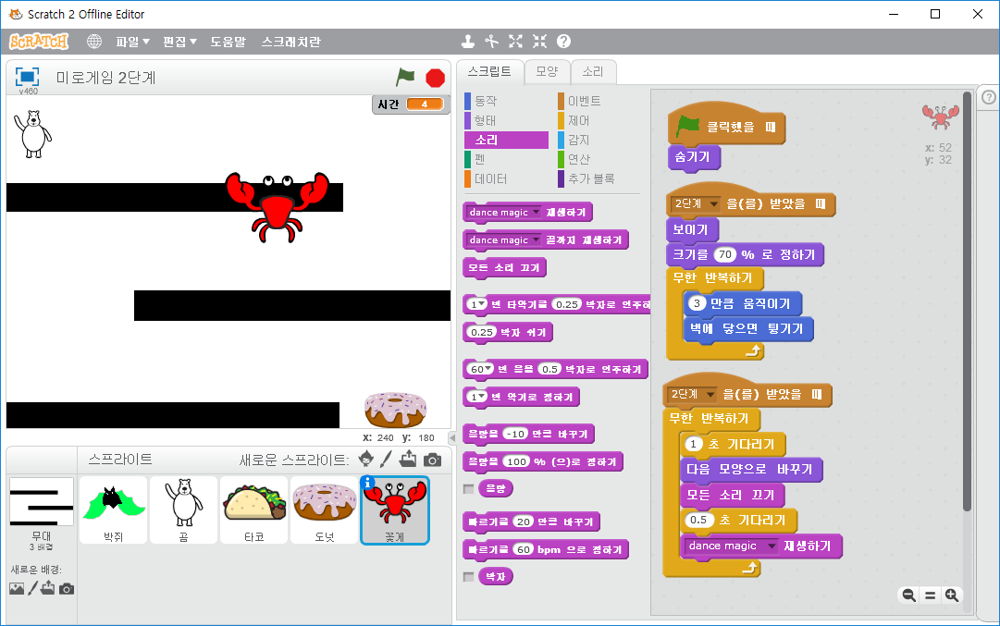 Scratch 2 Offline Editor
SCRATCH 파일 편집 도움말 스크래치란
v460 미로게임 2단계
시간 4
x: 240 y: 180
스프라이트 새로운 스프라이트:
무대
3 배경
박쥐 곰 타코 도넛 꽃게
새로운 배경:
스크립트 모양 소리
동작 이벤트
형태 제어
소리 감지
펜 연산
데이터 추가 블록
dance magic 재생하기
dance magic 끝까지 재생하기
모든 소리 끄기
1 번 타악기를 0.25 박자로 연주하
0.25 박자 쉬기
60 번 음을 0.5 박자로 연주하기
1 번 악기로 정하기
음량을 -10 만큼 바꾸기
음량을 100 % (으)로 정하기
음량
빠르기를 20 만큼 바꾸기
빠르기를 60 bpm 으로 정하기
박자
클릭했을 때
숨기기
2단계 을(를) 받았을 때
보이기
크기를 70 % 로 정하기
무한 반복하기
3 만큼 움직이기
벽에 닿으면 튕기기
2단계 을(를) 받았을 때
무한 반복하기
1 초 기다리기
다음 모양으로 바꾸기
모든 소리 끄기
0.5 초 기다리기
dance magic 재생하기
x: 52
y: 32